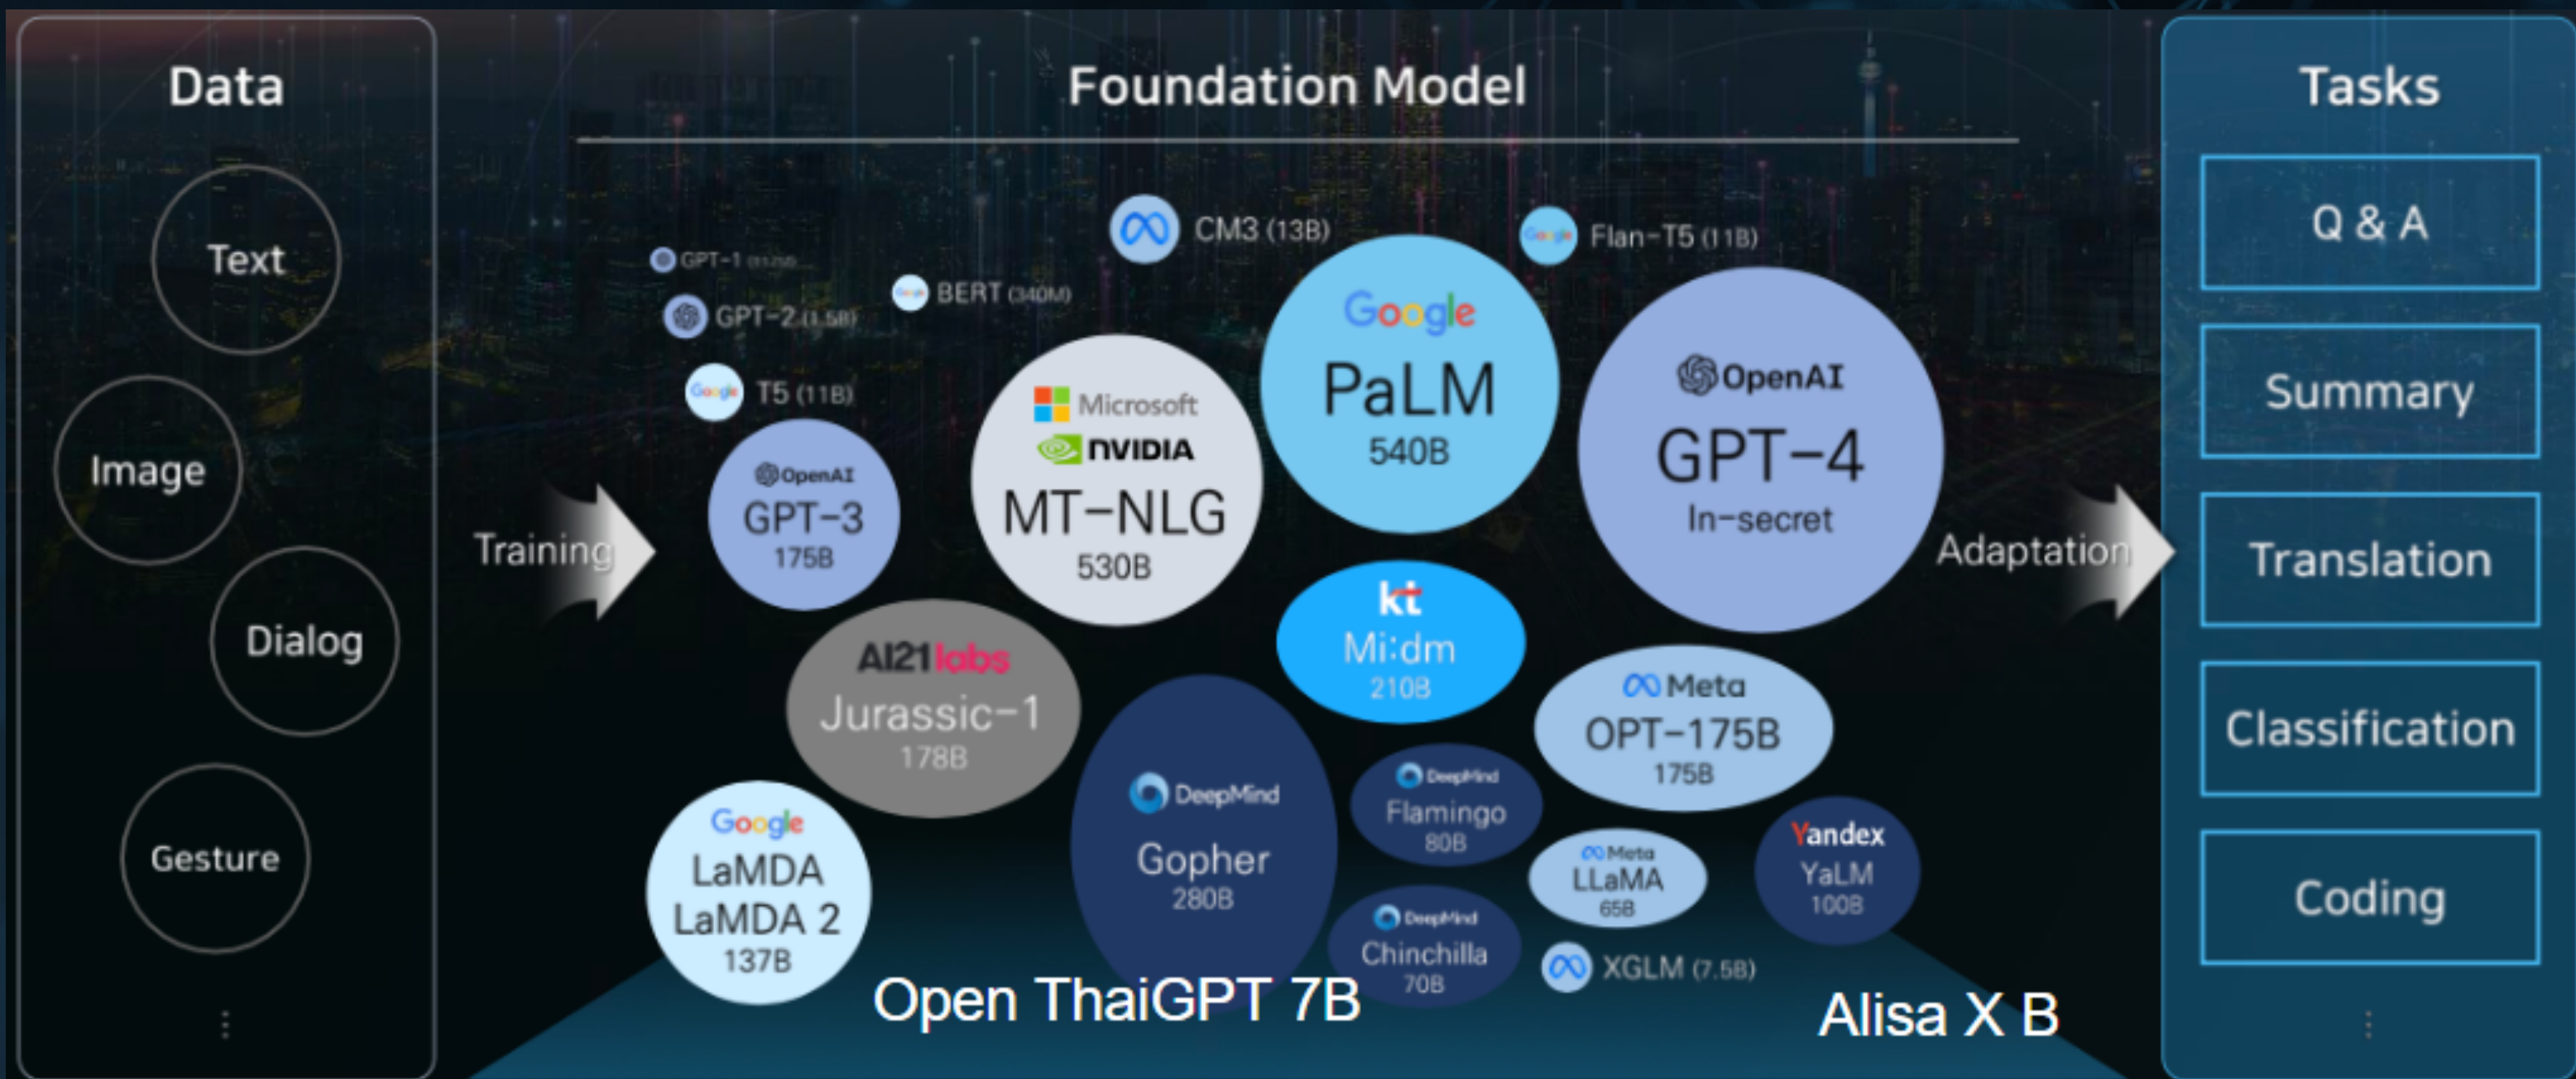 Data
Text
Image
Dialog
Gesture
⋮
Training
Foundation Model
CM3 (13B)
Flan-T5 (11B)
GPT-1
BERT (340M)
GPT-2 (1.5B)
Google
T5 (11B)
Google
PaLM
540B
OpenAI
GPT-4
In-secret
Microsoft
NVIDIA
MT-NLG
530B
OpenAI
GPT-3
175B
kt
Mi:dm
210B
AI21labs
Jurassic-1
178B
Meta
OPT-175B
175B
DeepMind
Gopher
280B
DeepMind
Flamingo
80B
Google
LaMDA
LaMDA 2
137B
Meta
LLaMA
65B
Yandex
YaLM
100B
DeepMind
Chinchilla
70B
XGLM (7.5B)
Open ThaiGPT 7B
Alisa X B
Adaptation
Tasks
Q & A
Summary
Translation
Classification
Coding
⋮